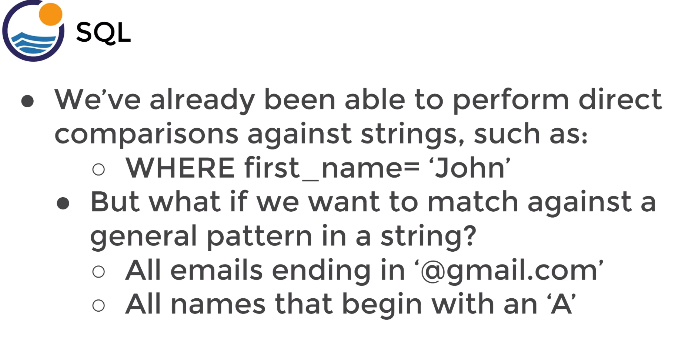 SQL
● We’ve already been able to perform direct
comparisons against strings, such as:
○ WHERE first_name= ‘John’
● But what if we want to match against a
general pattern in a string?
○ All emails ending in ‘@gmail.com’
○ All names that begin with an ‘A’